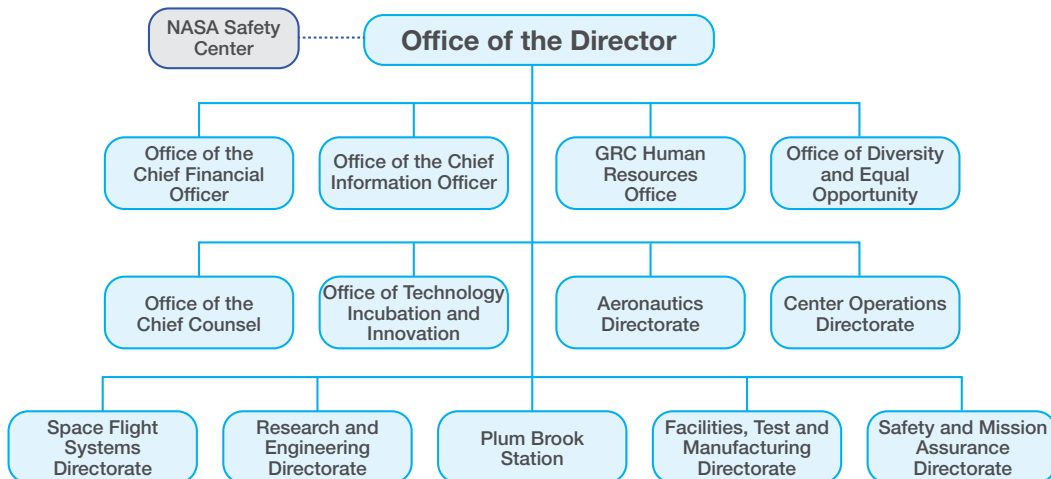 NASA Safety
Center
Office of the Director
Office of the
Chief Financial
Officer
Office of the Chief
Information Officer
GRC Human
Resources
Office
Office of Diversity
and Equal
Opportunity
Office of the
Chief Counsel
Office of Technology
Incubation and
Innovation
Aeronautics
Directorate
Center Operations
Directorate
Space Flight
Systems
Directorate
Research and
Engineering
Directorate
Plum Brook
Station
Facilities, Test and
Manufacturing
Directorate
Safety and Mission
Assurance
Directorate